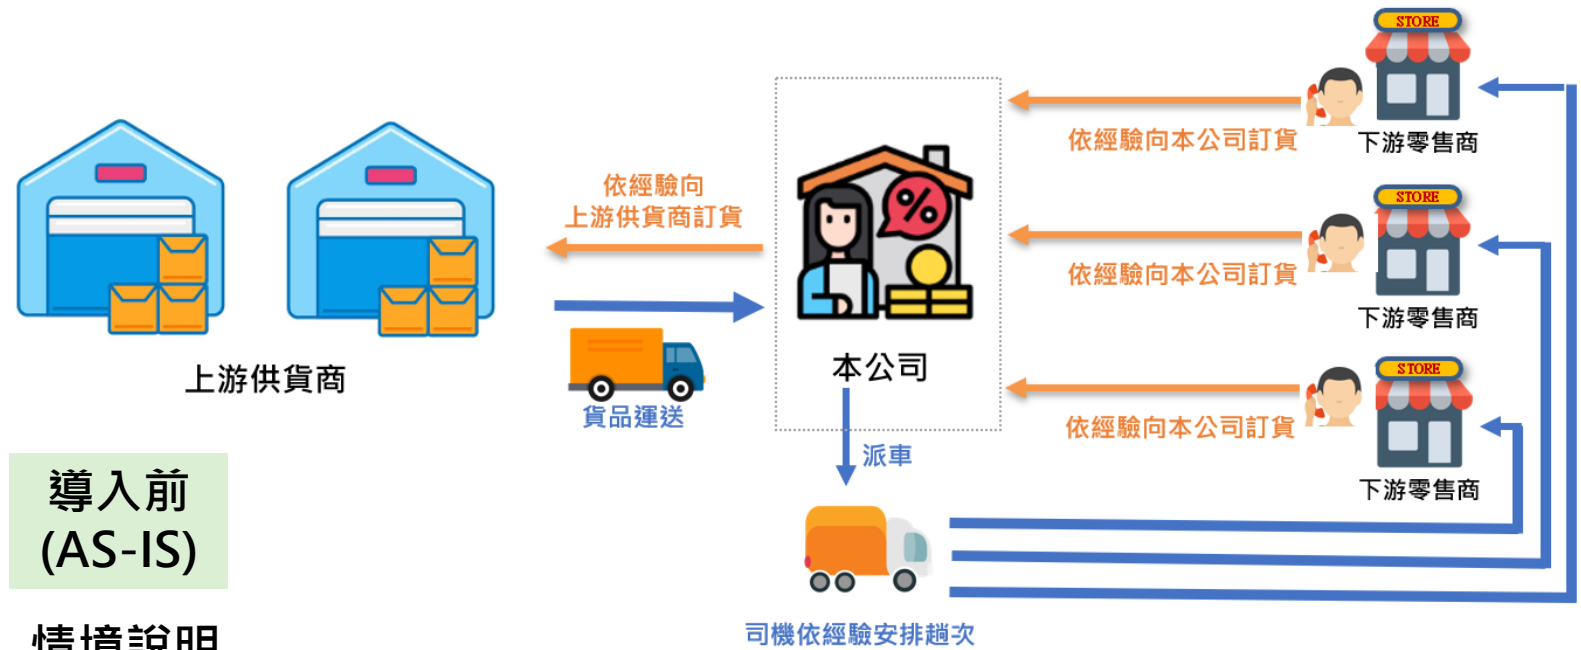 STORE
依經驗向本公司訂貨
下游零售商
依經驗向
上游供貨商訂貨
STORE
依經驗向本公司訂貨
下游零售商
%
上游供貨商
貨品運送
本公司
STORE
依經驗向本公司訂貨
下游零售商
派車
導入前
(AS-IS)
司機依經驗安排趟次
情境說明